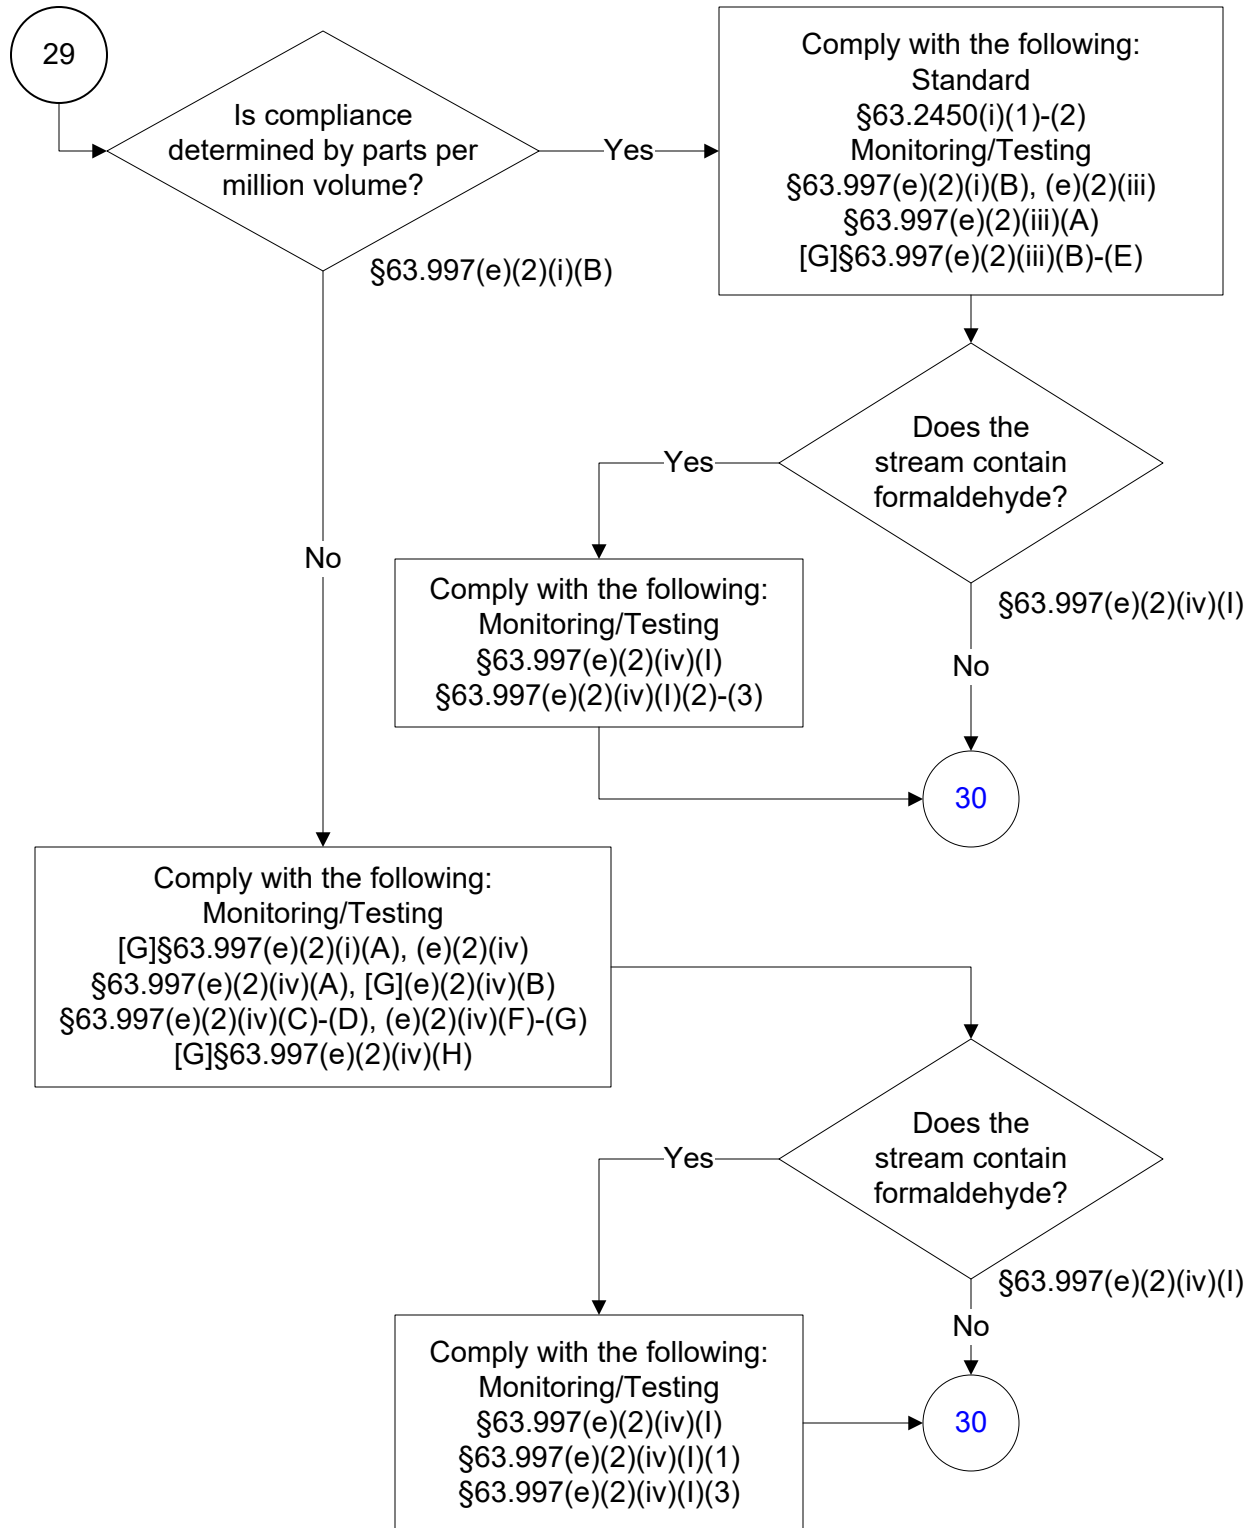 29
Is compliance
determined by parts per
million volume?
Yes
§63.997(e)(2)(i)(B)
Comply with the following:
Standard
§63.2450(i)(1)-(2)
Monitoring/Testing
§63.997(e)(2)(i)(B), (e)(2)(iii)
§63.997(e)(2)(iii)(A)
[G]§63.997(e)(2)(iii)(B)-(E)
Does the
stream contain
formaldehyde?
Yes
§63.997(e)(2)(iv)(I)
No
No
Comply with the following:
Monitoring/Testing
§63.997(e)(2)(iv)(I)
§63.997(e)(2)(iv)(I)(2)-(3)
30
Comply with the following:
Monitoring/Testing
[G]§63.997(e)(2)(i)(A), (e)(2)(iv)
§63.997(e)(2)(iv)(A), [G](e)(2)(iv)(B)
§63.997(e)(2)(iv)(C)-(D), (e)(2)(iv)(F)-(G)
[G]§63.997(e)(2)(iv)(H)
Does the
stream contain
formaldehyde?
Yes
§63.997(e)(2)(iv)(I)
No
Comply with the following:
Monitoring/Testing
§63.997(e)(2)(iv)(I)
§63.997(e)(2)(iv)(I)(1)
§63.997(e)(2)(iv)(I)(3)
30